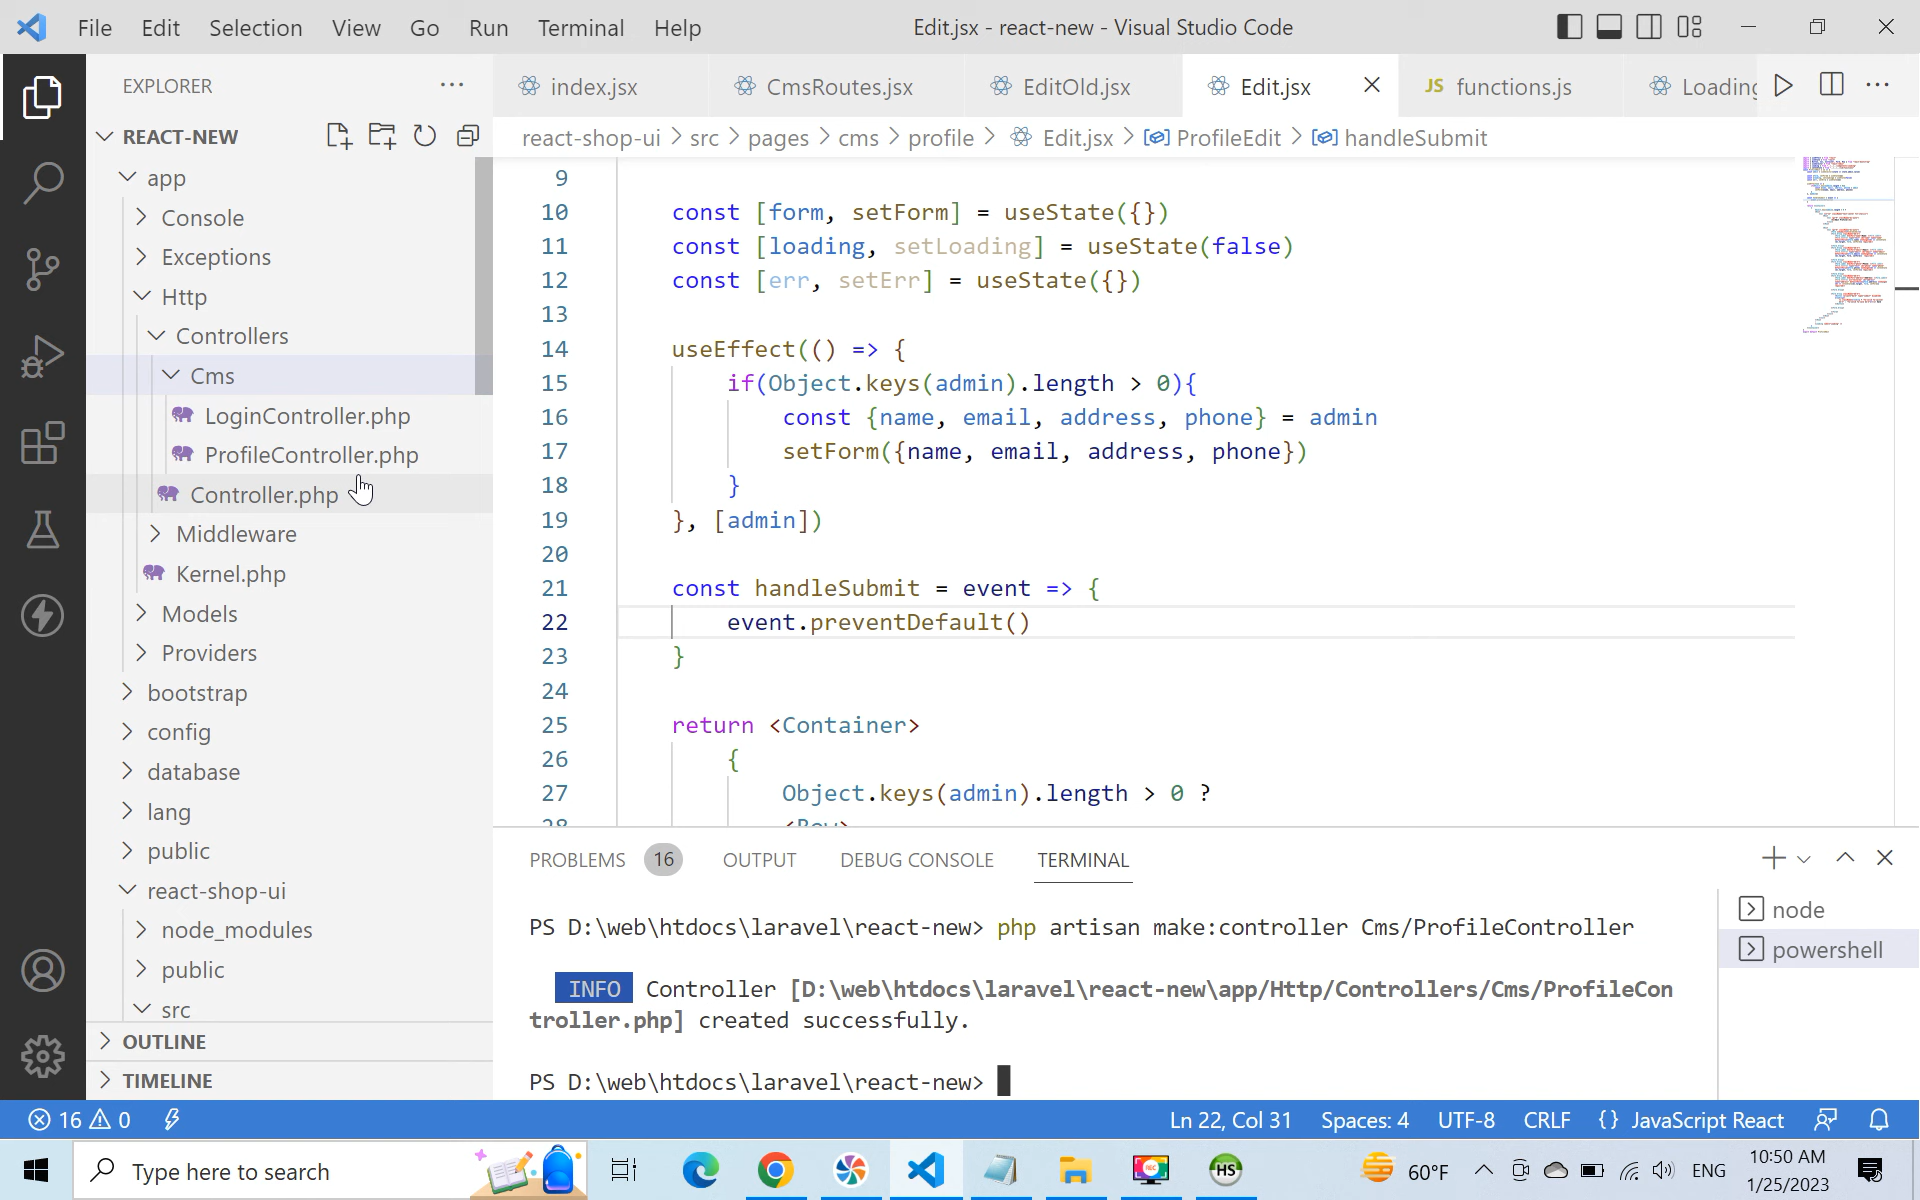 File Edit Selection View Go Run Terminal Help
Edit.jsx - react-new - Visual Studio Code
EXPLORER
REACT-NEW
app
Console
Exceptions
Http
Controllers
Cms
LoginController.php
ProfileController.php
Controller.php
Middleware
Kernel.php
Models
Providers
bootstrap
config
database
lang
public
react-shop-ui
node_modules
public
src
OUTLINE
TIMELINE
index.jsx CmsRoutes.jsx EditOld.jsx Edit.jsx JS functions.js Loading
react-shop-ui > src > pages > cms > profile > Edit.jsx > ProfileEdit > handleSubmit
9
10 const [form, setForm] = useState({})
11 const [loading, setLoading] = useState(false)
12 const [err, setErr] = useState({})
13
14 useEffect(() => {
15 if(Object.keys(admin).length > 0){
16 const {name, email, address, phone} = admin
17 setForm({name, email, address, phone})
18 }
19 }, [admin])
20
21 const handleSubmit = event => {
22 event.preventDefault()
23 }
24
25 return <Container>
26 {
27 Object.keys(admin).length > 0 ?
28 <Row>
PROBLEMS 16 OUTPUT DEBUG CONSOLE TERMINAL
PS D:\web\htdocs\laravel\react-new> php artisan make:controller Cms/ProfileController
INFO Controller [D:\web\htdocs\laravel\react-new\app/Http/Controllers/Cms/ProfileCon
troller.php] created successfully.
PS D:\web\htdocs\laravel\react-new>
node
powershell
16 0
Ln 22, Col 31 Spaces: 4 UTF-8 CRLF {} JavaScript React
Type here to search
REC
HS
60°F
ENG
10:50 AM
1/25/2023